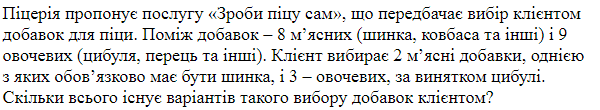 Піцерія пропонує послугу «Зроби піцу сам», що передбачає вибір клієнтом
добавок для піци. Поміж добавок – 8 м’ясних (шинка, ковбаса та інші) і 9
овочевих (цибуля, перець та інші). Клієнт вибирає 2 м’ясні добавки, однією
з яких обов’язково має бути шинка, і 3 – овочевих, за винятком цибулі.
Скільки всього існує варіантів такого вибору добавок клієнтом?